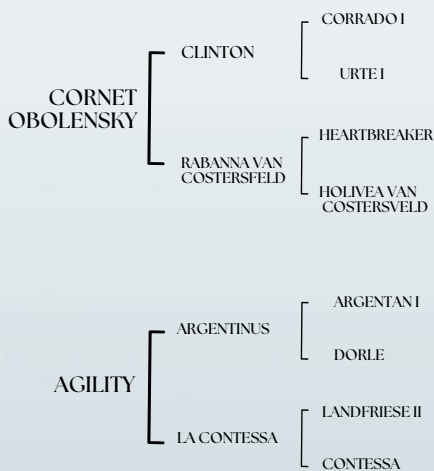 CORRADO I
CLINTON
URTE I
CORNET
OBOLENSKY
HEARTBREAKER
RABANNA VAN
COSTERSFELD
HOLIVEA VAN
COSTERSVELD
ARGENTAN I
ARGENTINUS
DORLE
AGILITY
LANDFRIESE II
LA CONTESSA
CONTESSA